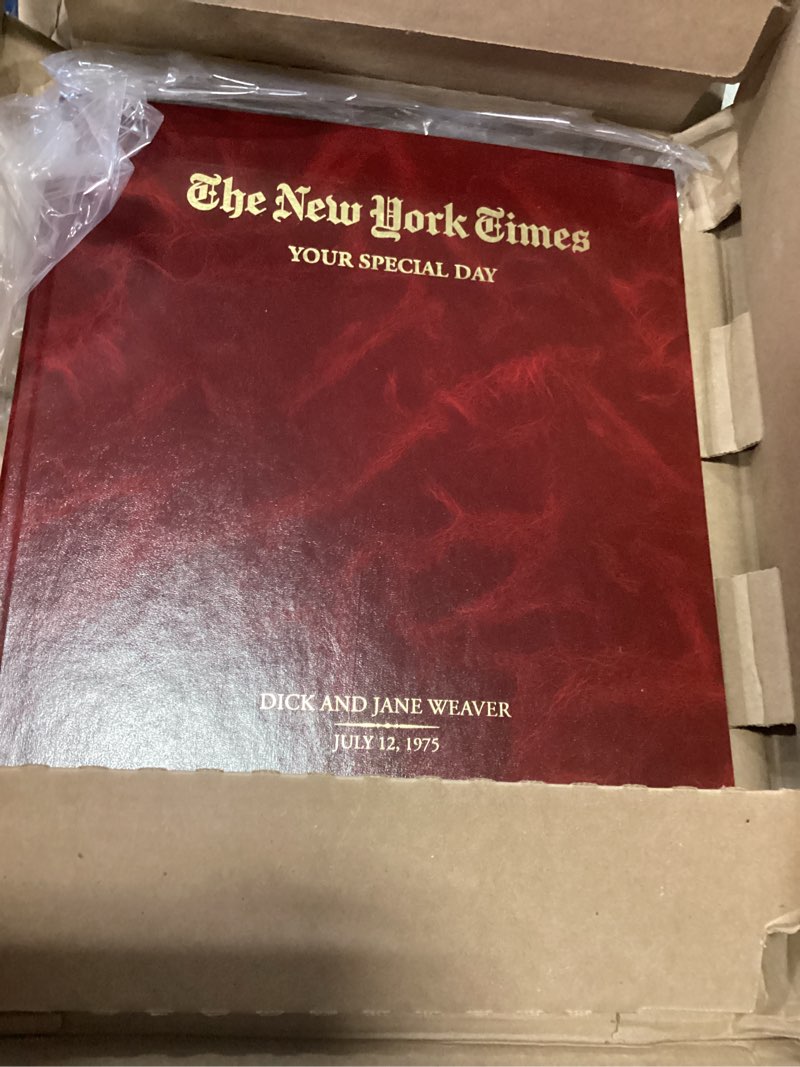 The New York Times
YOUR SPECIAL DAY
DICK AND JANE WEAVER
JULY 12, 1975